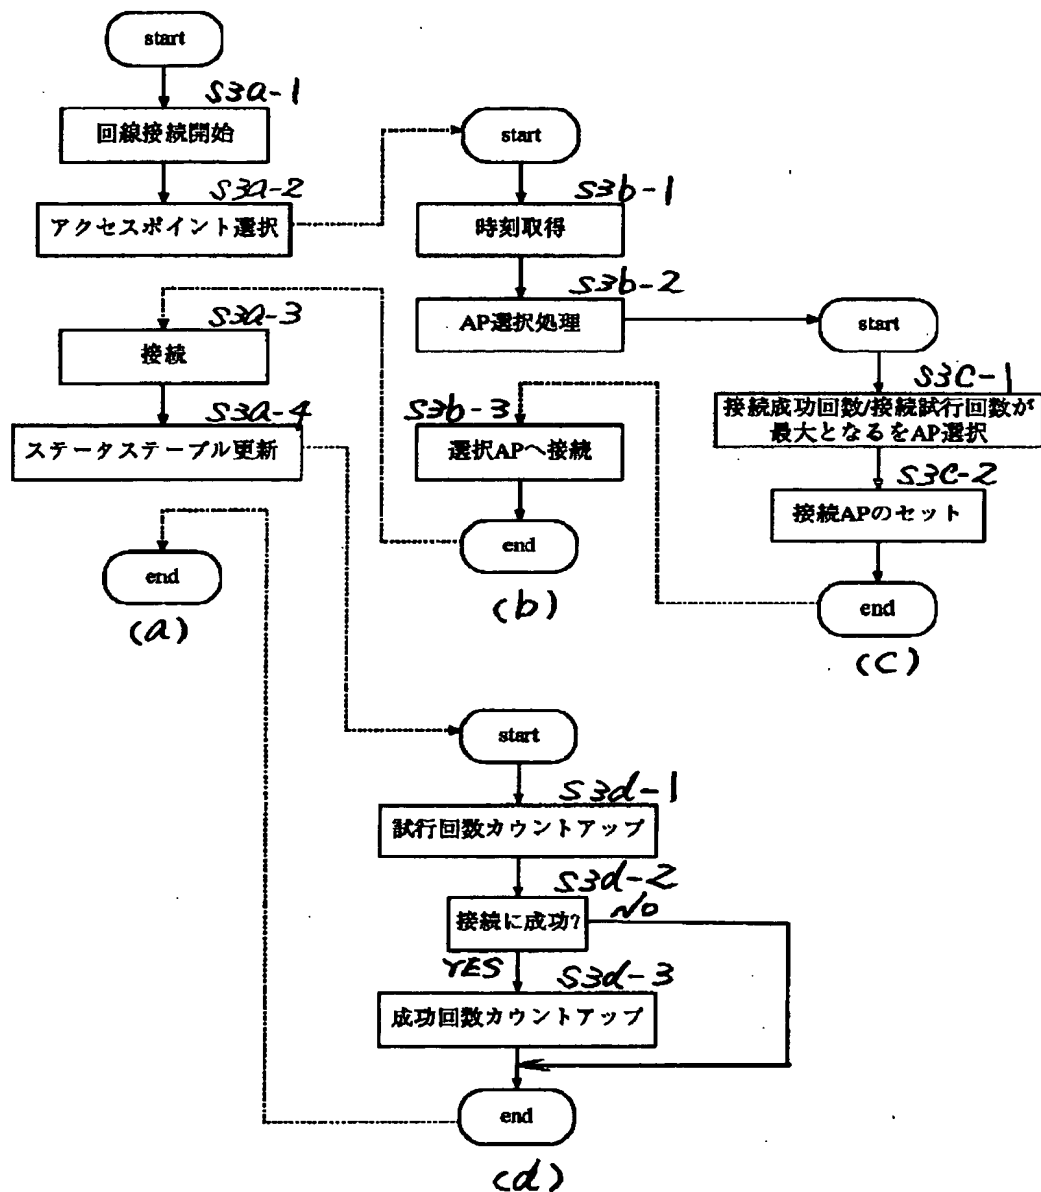 start
S3a-1
回線接続開始
S3a-2
アクセスポイント選択
S3a-3
接続
S3a-4
ステータステーブル更新
end
(a)
start
S3b-1
時刻取得
S3b-2
AP選択処理
S3b-3
選択APへ接続
end
(b)
start
S3C-1
接続成功回数/接続試行回数が
最大となるをAP選択
S3C-2
接続APのセット
end
(C)
start
S3d-1
試行回数カウントアップ
S3d-2
接続に成功?
NO
YES
S3d-3
成功回数カウントアップ
end
(d)